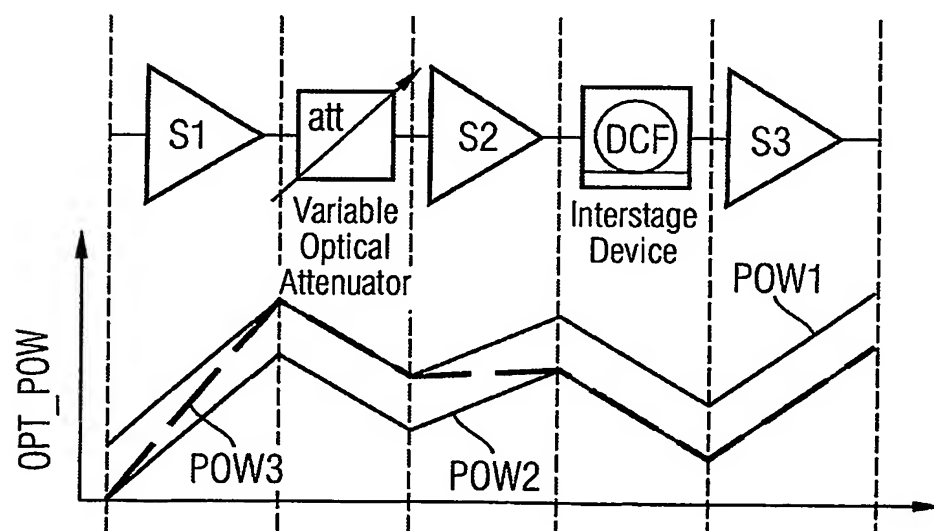 S1
att
S2
DCF
S3
Variable
Optical
Attenuator
Interstage
Device
OPT_POW
POW1
POW3
POW2